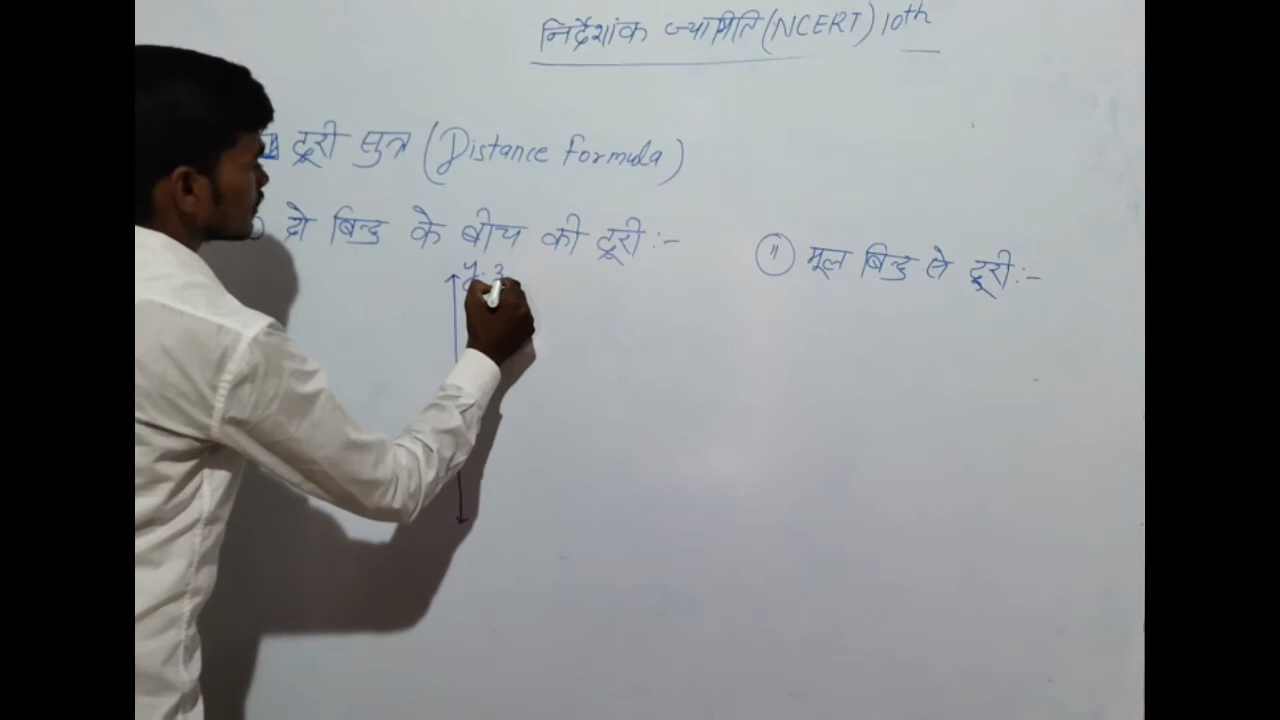 निर्देशांक ज्यामिति (NCERT) 10th
दूरी सुत्र (Distance Formula)
दो बिन्दु के बीच की दूरी :-
y.
(ii) मूल बिन्दु से दूरी :-